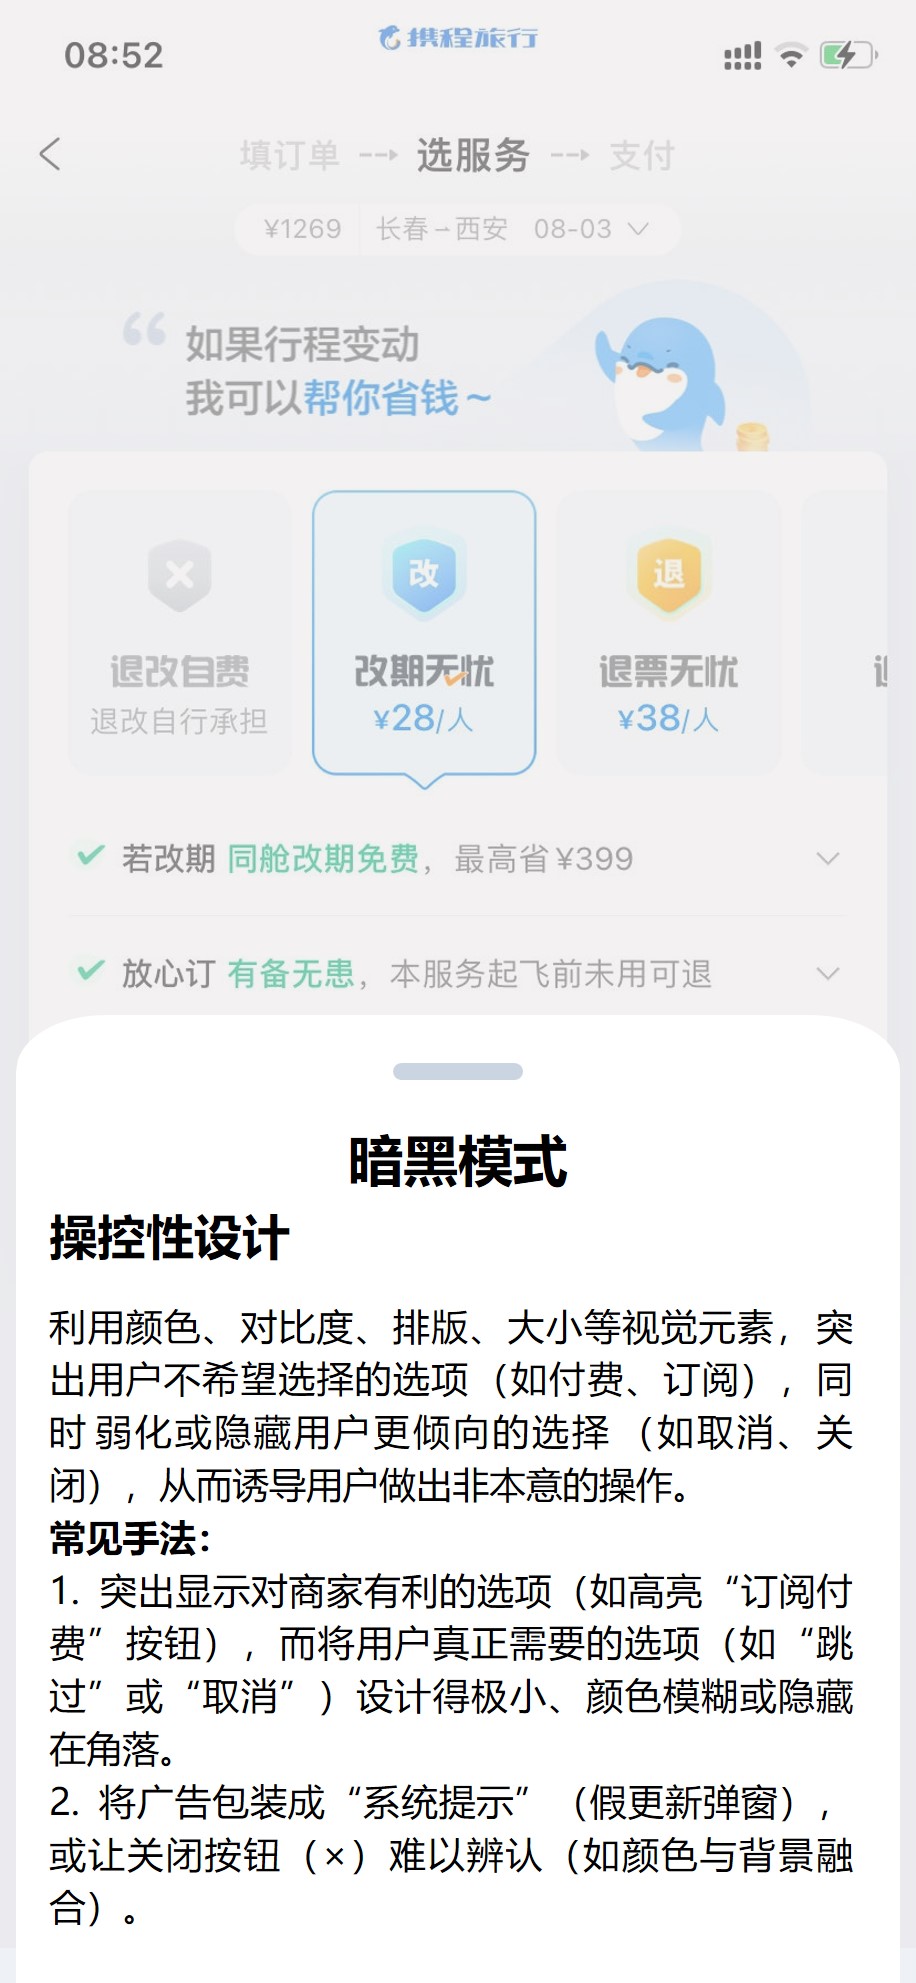 08:52
携程旅行
填订单 --→ 选服务 --→ 支付
¥1269 长春⇀西安 08-03
“ 如果行程变动
我可以帮你省钱~
改 退
退改自费 改期无忧 退票无忧
退改自行承担 ¥28/人 ¥38/人
若改期 同舱改期免费，最高省¥399
放心订 有备无患，本服务起飞前未用可退
暗黑模式
操控性设计
利用颜色、对比度、排版、大小等视觉元素，突
出用户不希望选择的选项（如付费、订阅），同
时弱化或隐藏用户更倾向的选择（如取消、关
闭），从而诱导用户做出非本意的操作。
常见手法：
1. 突出显示对商家有利的选项（如高亮“订阅付
费”按钮），而将用户真正需要的选项（如“跳
过”或“取消”）设计得极小、颜色模糊或隐藏
在角落。
2. 将广告包装成“系统提示”（假更新弹窗），
或让关闭按钮（×）难以辨认（如颜色与背景融
合）。